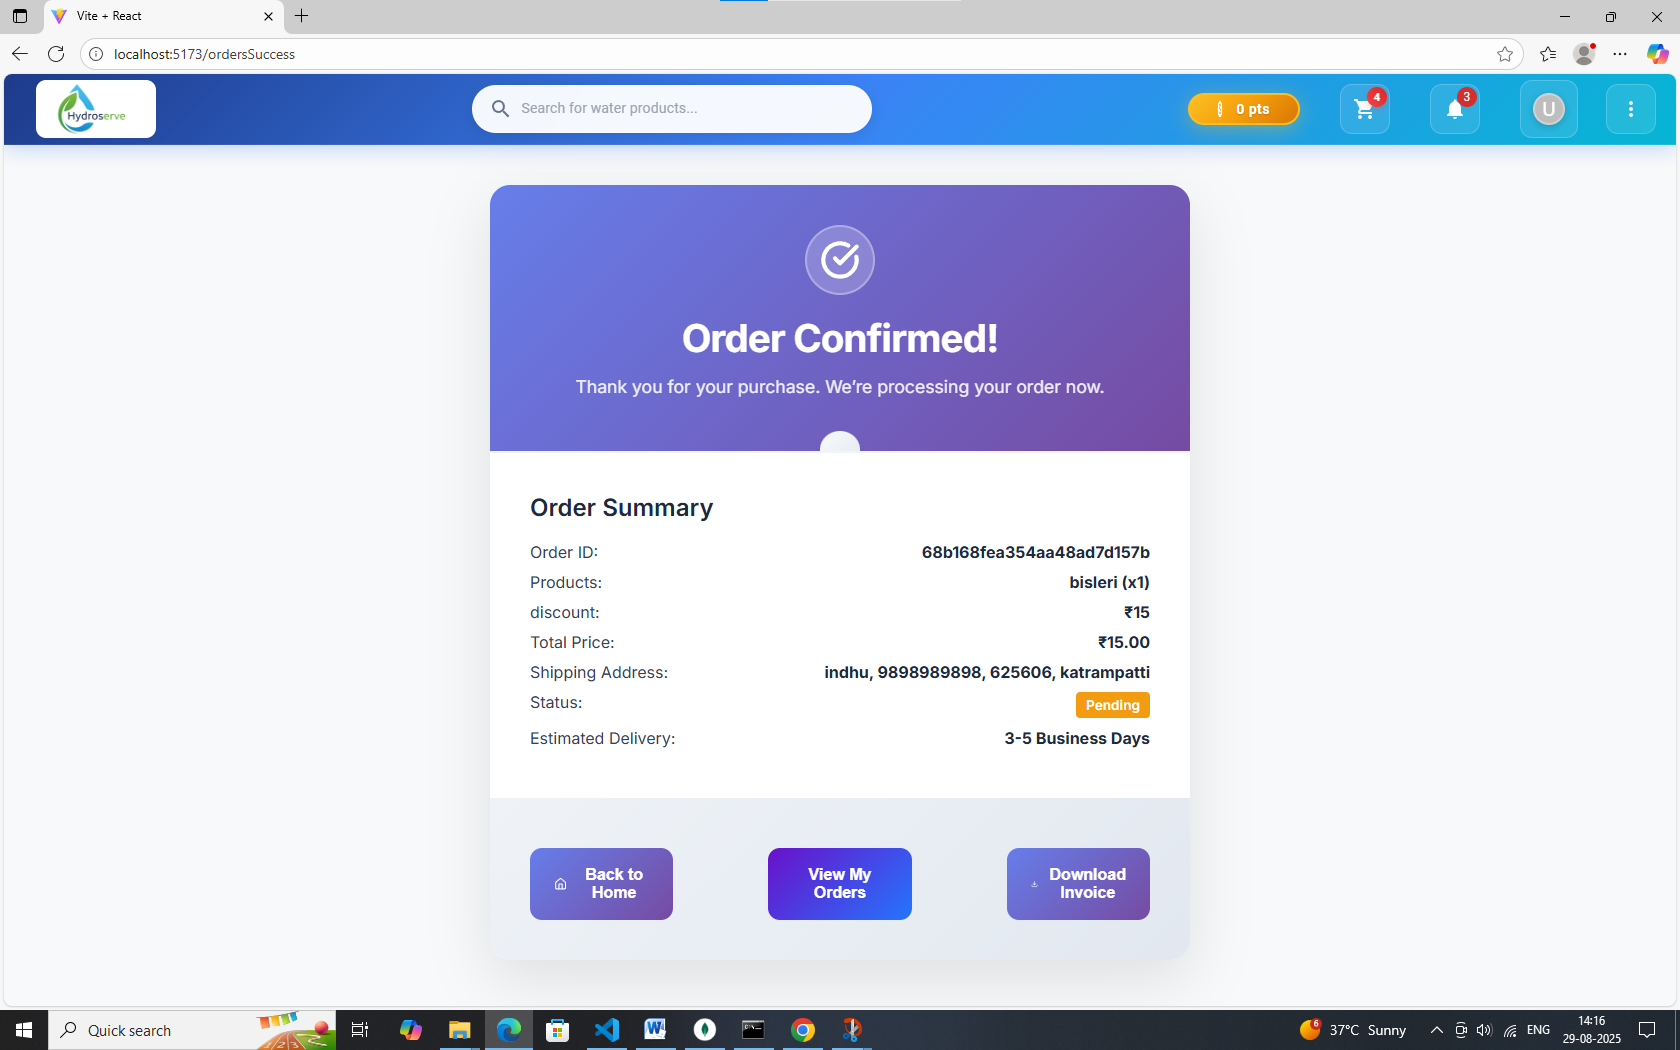 Vite + React
localhost:5173/ordersSuccess
Hydroserve
Search for water products...
0 pts
4
3
U
Order Confirmed!
Thank you for your purchase. We're processing your order now.
Order Summary
Order ID: 68b168fea354aa48ad7d157b
Products: bisleri (x1)
discount: ₹15
Total Price: ₹15.00
Shipping Address: indhu, 9898989898, 625606, katrampatti
Status: Pending
Estimated Delivery: 3-5 Business Days
Back to
Home
View My
Orders
Download
Invoice
Quick search
6
37°C Sunny
ENG
14:16
29-08-2025